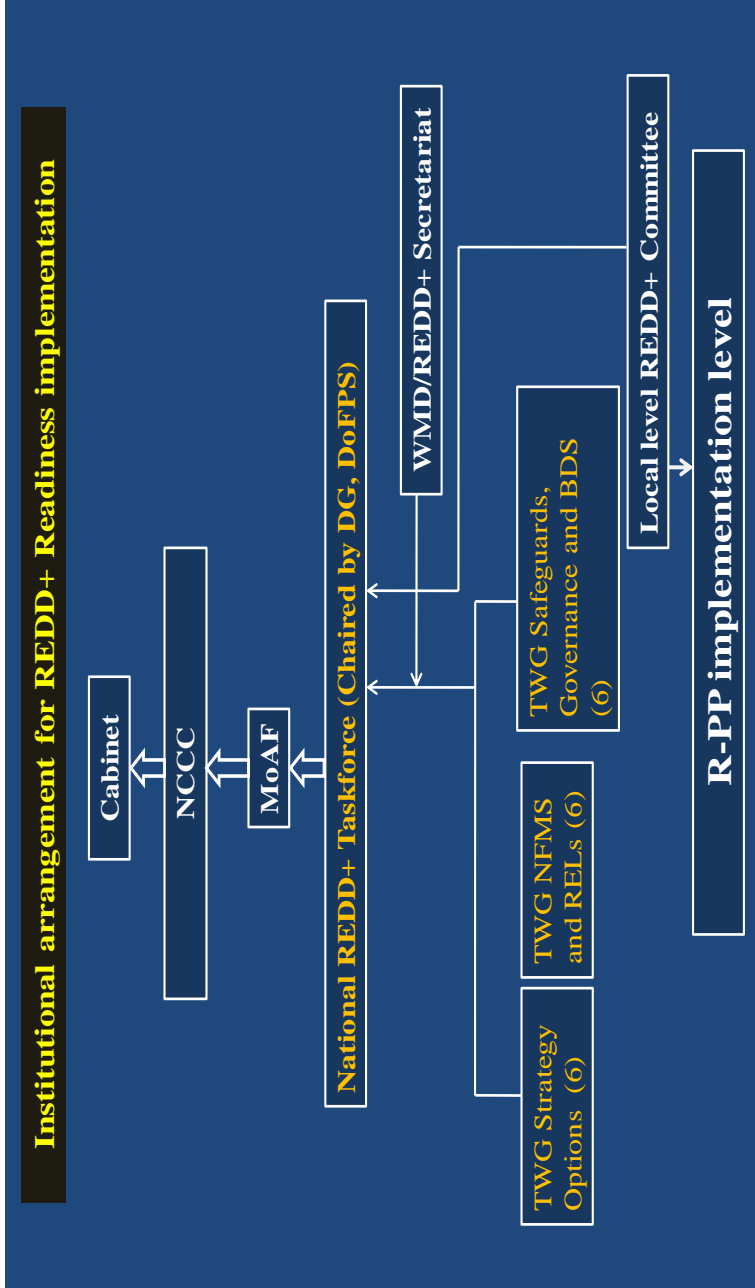 Institutional arrangement for REDD+ Readiness implementation
Cabinet
NCCC
MoAF
National REDD+ Taskforce (Chaired by DG, DoFPS)
WMD/REDD+ Secretariat
TWG Strategy
Options (6)
TWG NFMS
and RELs (6)
TWG Safeguards,
Governance and BDS
(6)
Local level REDD+ Committee
R-PP implementation level